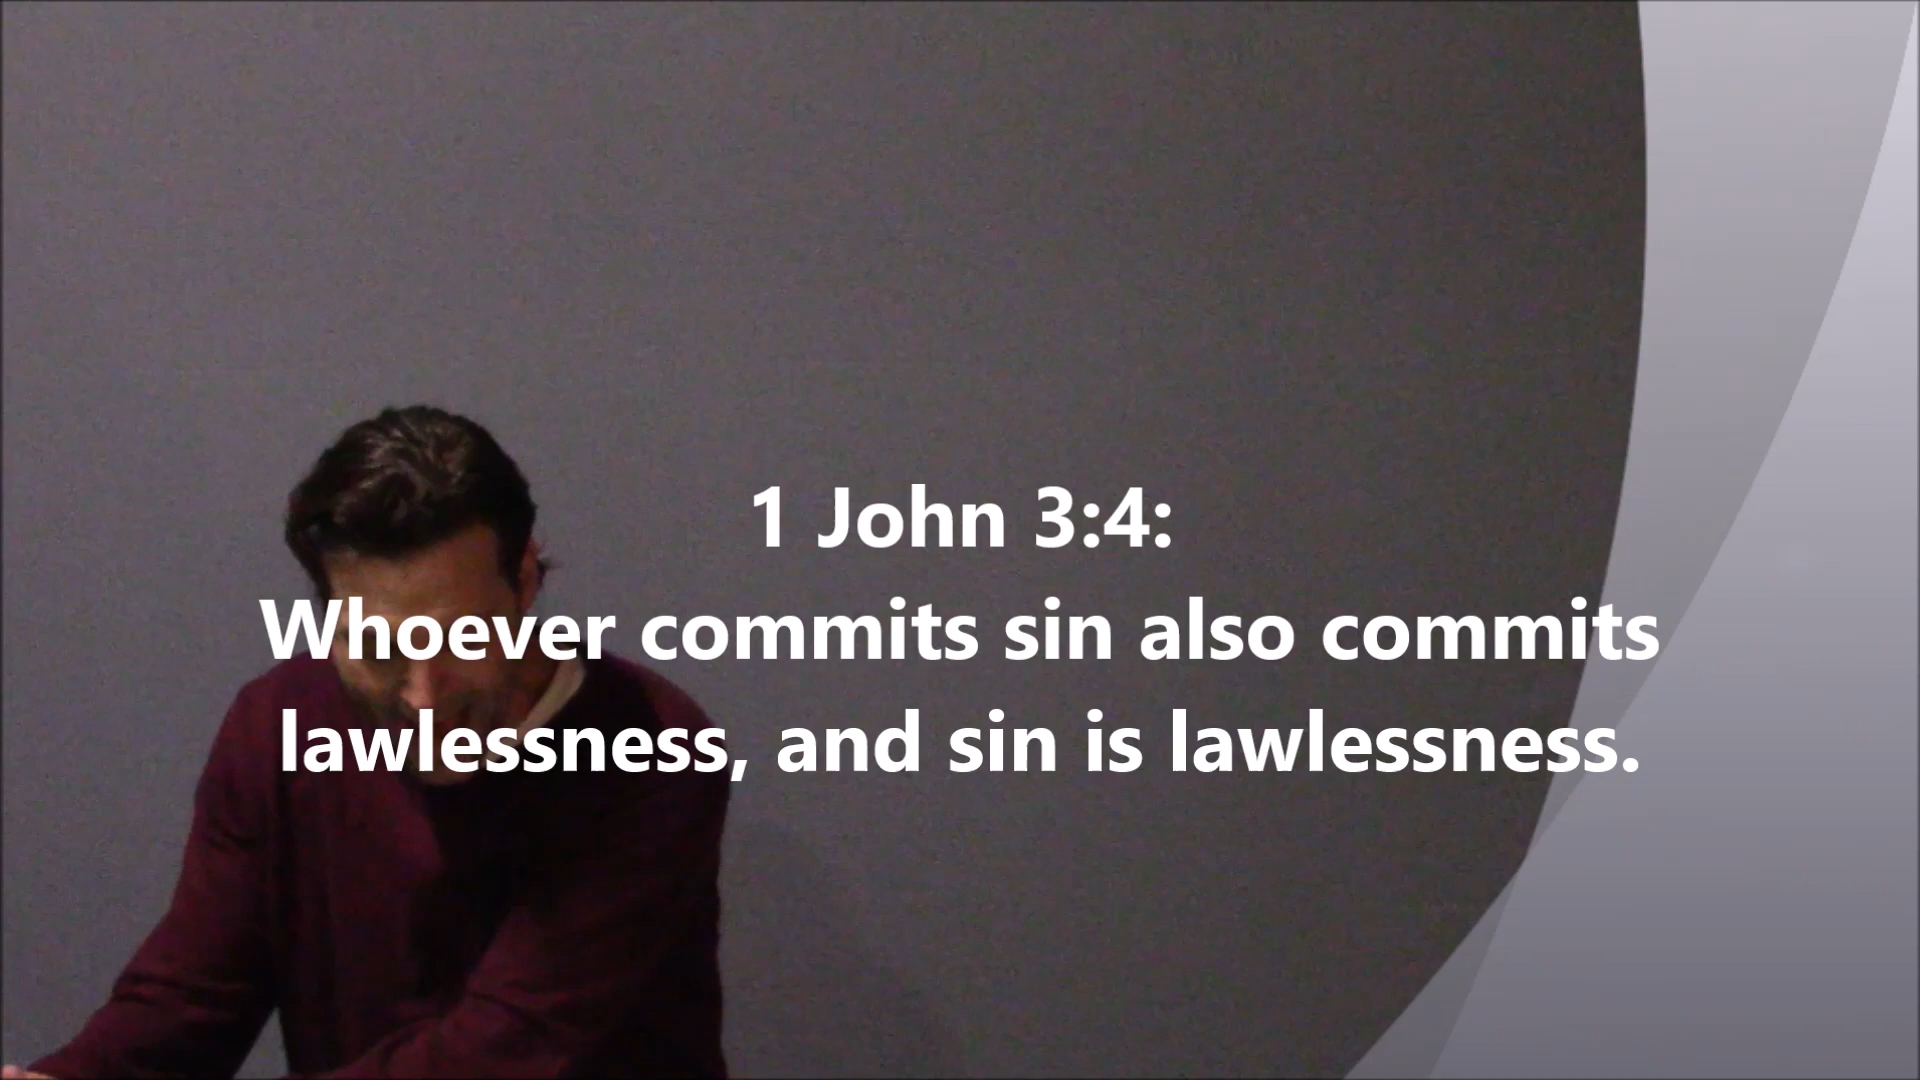 1 John 3:4:
Whoever commits sin also commits
lawlessness, and sin is lawlessness.